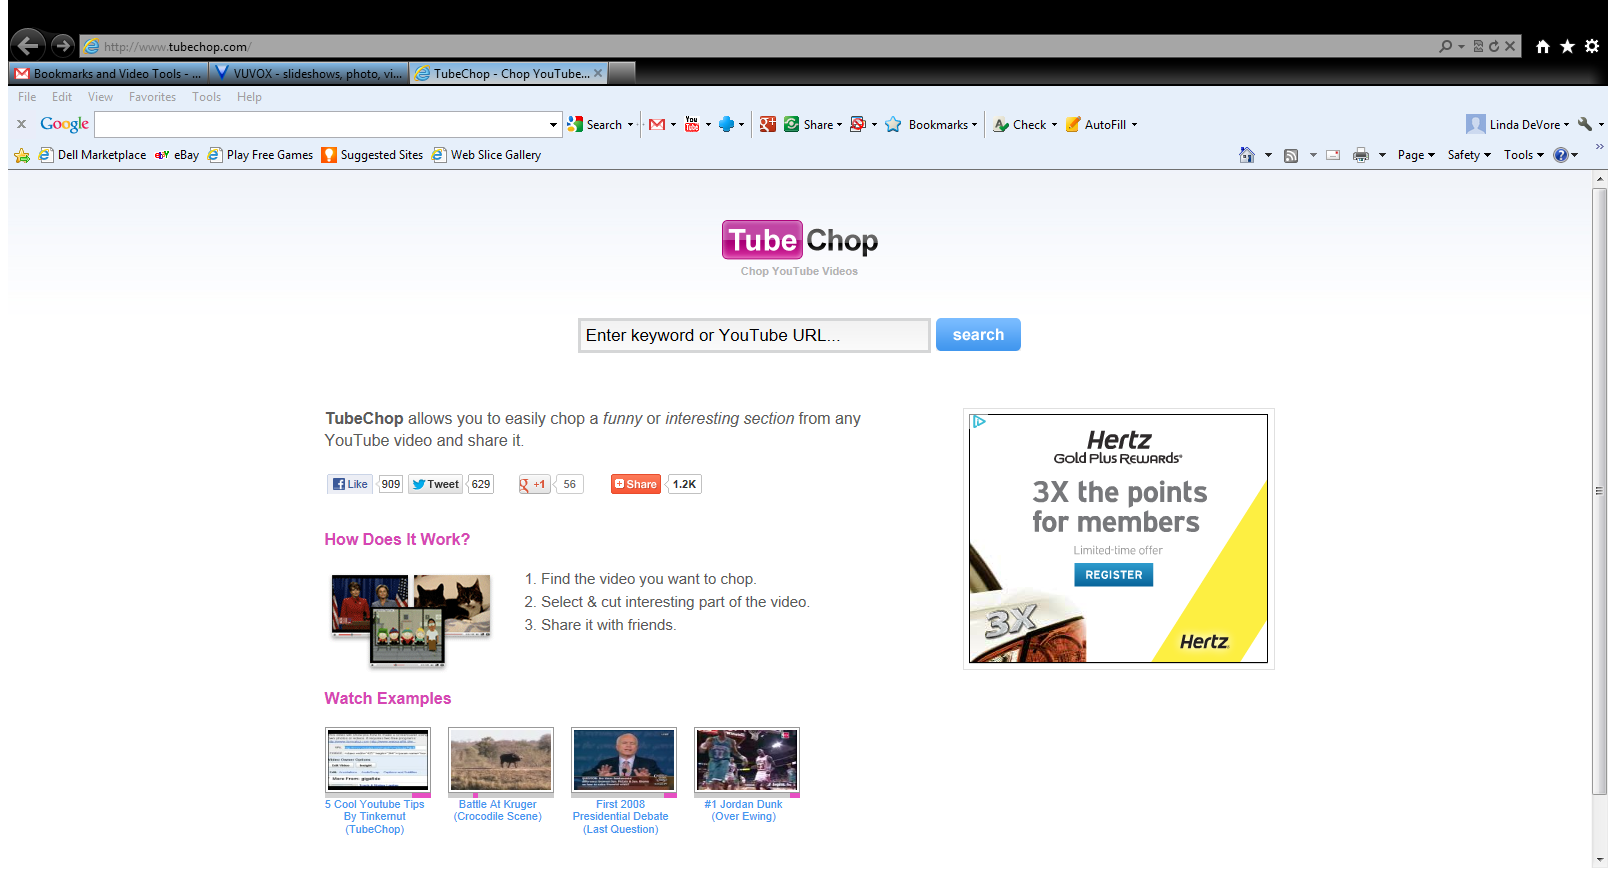 http://www.tubechop.com/
Bookmarks and Video Tools - ...
VUVOX - slideshows, photo, vi...
TubeChop - Chop YouTube...
File Edit View Favorites Tools Help
x Google Search Share Bookmarks Check AutoFill Linda DeVore
Dell Marketplace eBay Play Free Games Suggested Sites Web Slice Gallery Page Safety Tools
Tube Chop
Chop YouTube Videos
Enter keyword or YouTube URL...
search
TubeChop allows you to easily chop a funny or interesting section from any
YouTube video and share it.
Like 909 Tweet 629 +1 56 Share 1.2K
How Does It Work?
1. Find the video you want to chop.
2. Select & cut interesting part of the video.
3. Share it with friends.
Hertz
Gold Plus Rewards
3X the points
for members
Limited-time offer
REGISTER
3X
Hertz
Watch Examples
5 Cool Youtube Tips
By Tinkernut
(TubeChop)
Battle At Kruger
(Crocodile Scene)
First 2008
Presidential Debate
(Last Question)
#1 Jordan Dunk
(Over Ewing)